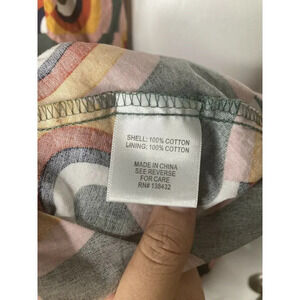 SHELL: 100% COTTON
LINING: 100% COTTON
MADE IN CHINA
SEE REVERSE
FOR CARE
RN# 138432